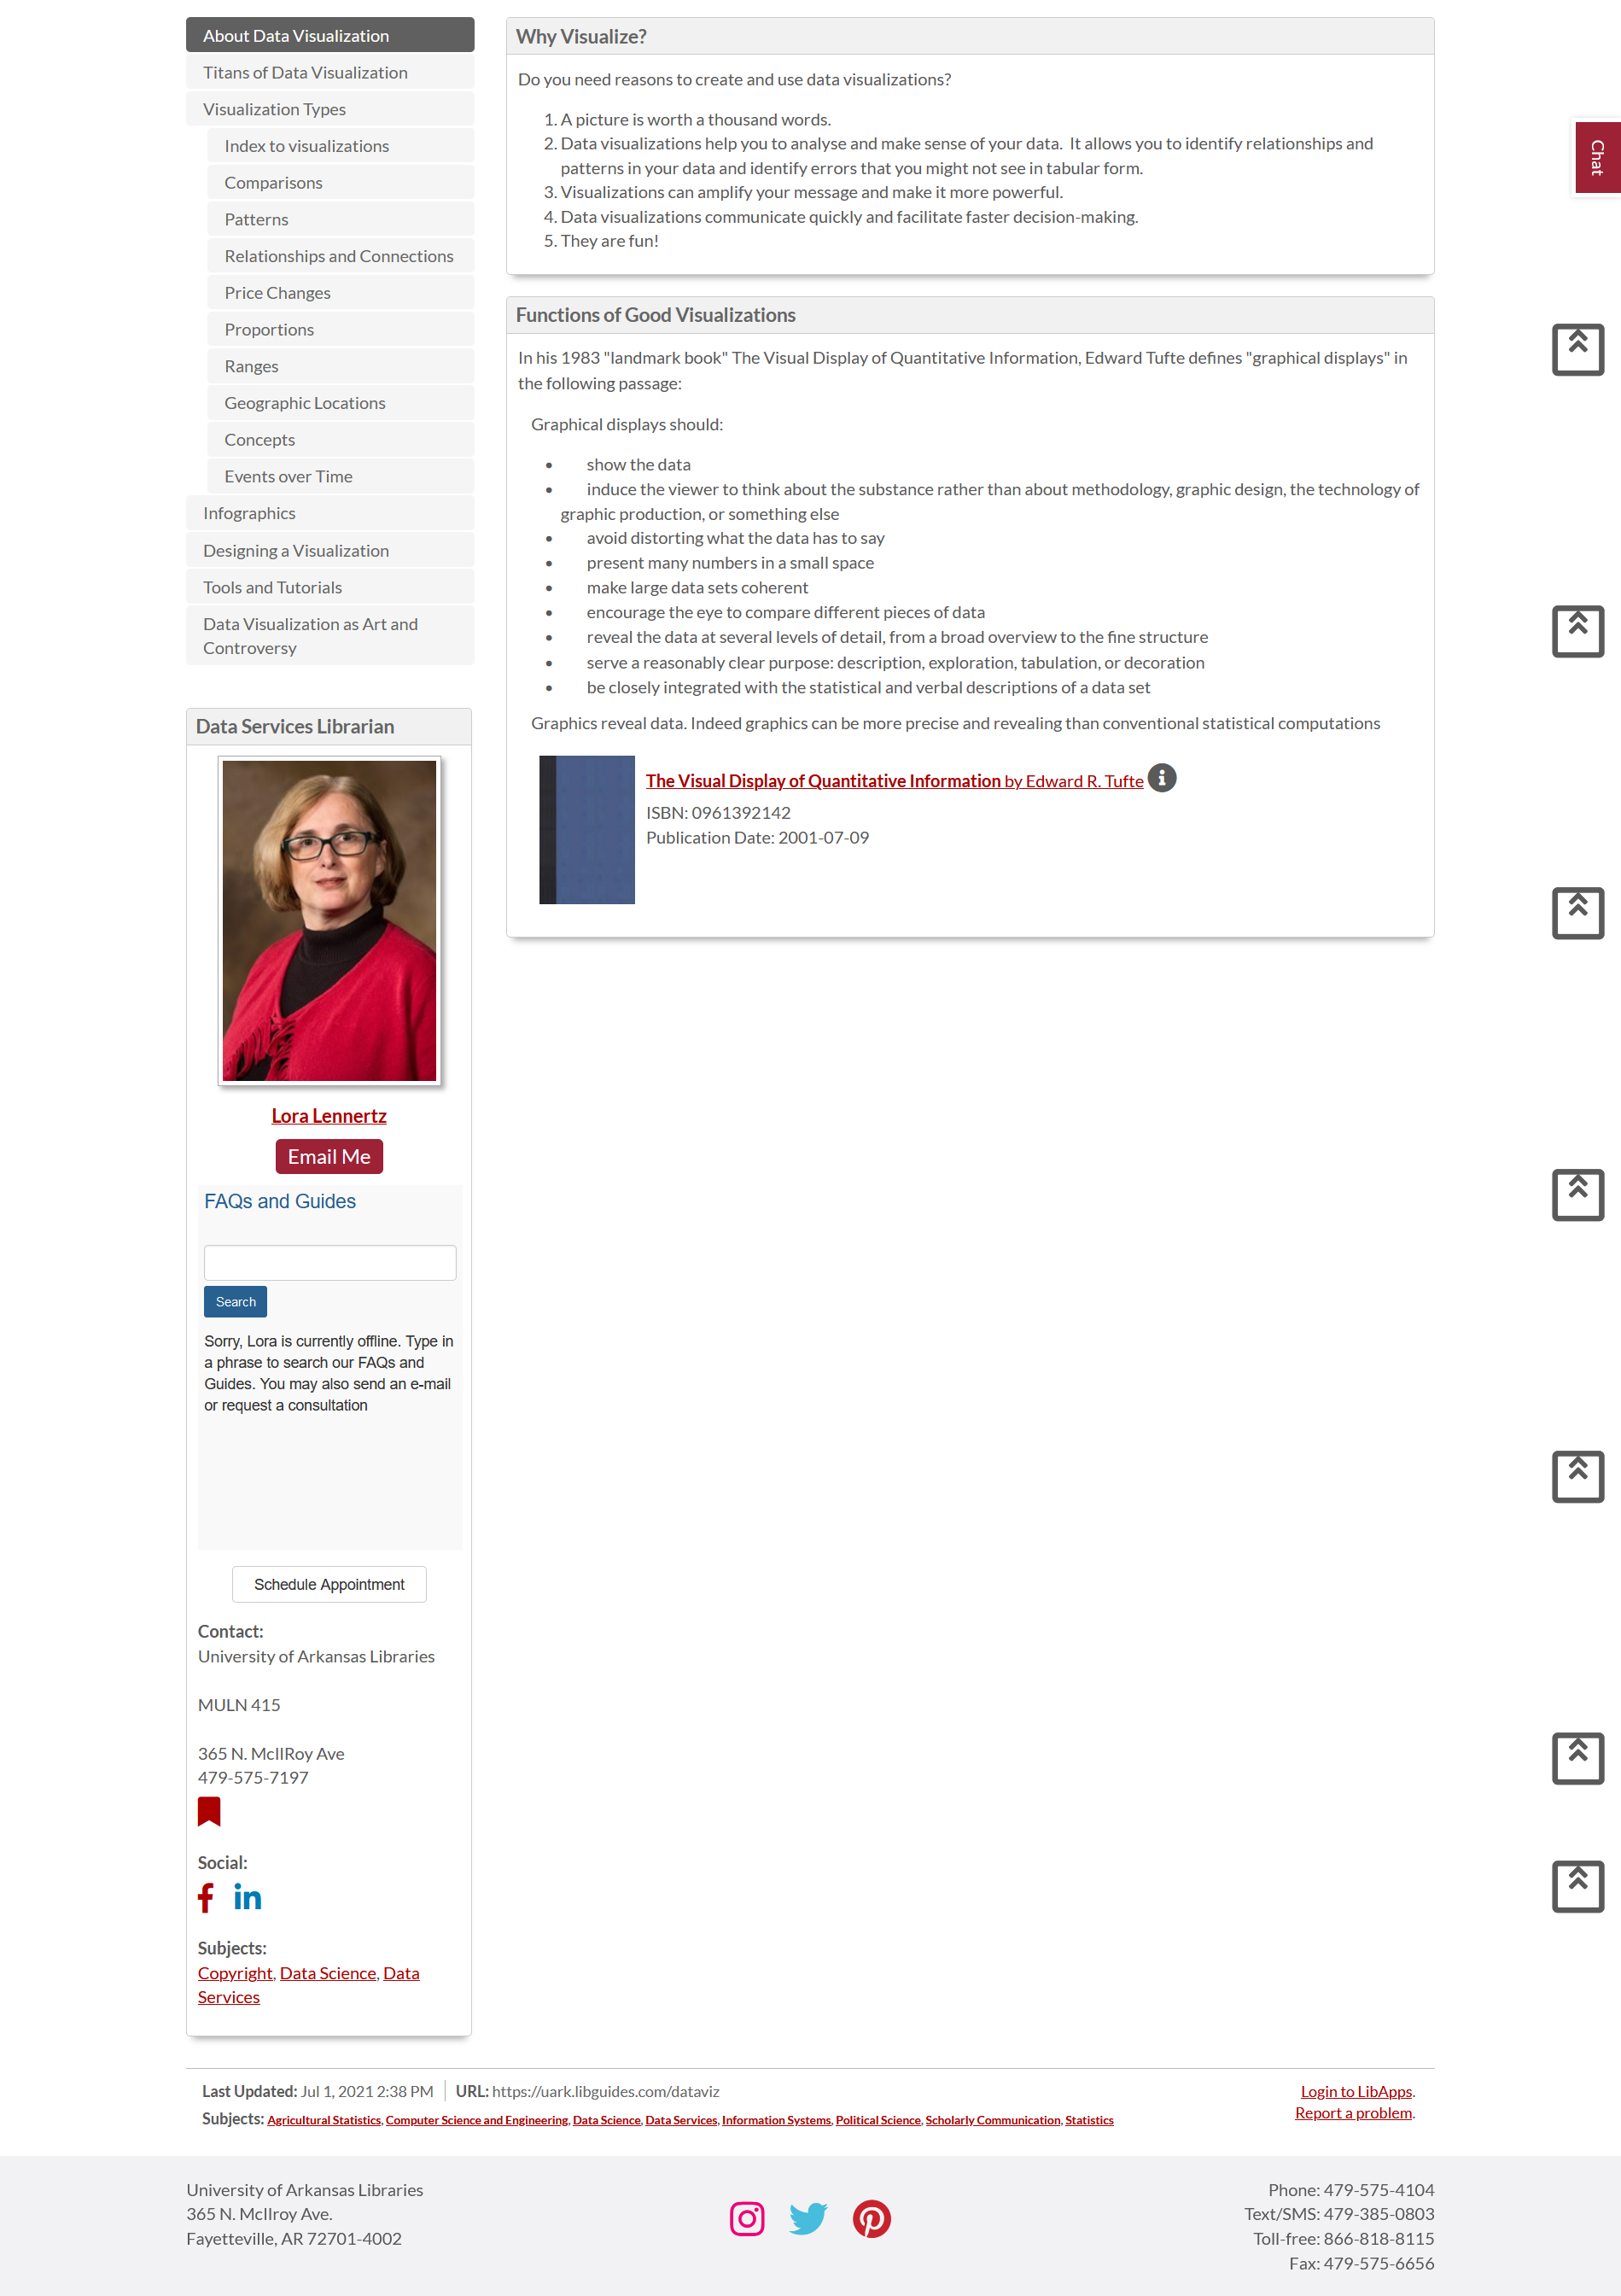 About Data Visualization
Titans of Data Visualization
Visualization Types
Index to visualizations
Comparisons
Patterns
Relationships and Connections
Price Changes
Proportions
Ranges
Geographic Locations
Concepts
Events over Time
Infographics
Designing a Visualization
Tools and Tutorials
Data Visualization as Art and
Controversy
Data Services Librarian
Lora Lennertz
Email Me
FAQs and Guides
Search
Sorry, Lora is currently offline. Type in
a phrase to search our FAQs and
Guides. You may also send an e-mail
or request a consultation
Schedule Appointment
Contact:
University of Arkansas Libraries
MULN 415
365 N. McIlRoy Ave
479-575-7197
Social:
Subjects:
Copyright, Data Science, Data
Services
Why Visualize?
Do you need reasons to create and use data visualizations?
1. A picture is worth a thousand words.
2. Data visualizations help you to analyse and make sense of your data. It allows you to identify relationships and
patterns in your data and identify errors that you might not see in tabular form.
3. Visualizations can amplify your message and make it more powerful.
4. Data visualizations communicate quickly and facilitate faster decision-making.
5. They are fun!
Functions of Good Visualizations
In his 1983 "landmark book" The Visual Display of Quantitative Information, Edward Tufte defines "graphical displays" in
the following passage:
Graphical displays should:
• show the data
• induce the viewer to think about the substance rather than about methodology, graphic design, the technology of
graphic production, or something else
• avoid distorting what the data has to say
• present many numbers in a small space
• make large data sets coherent
• encourage the eye to compare different pieces of data
• reveal the data at several levels of detail, from a broad overview to the fine structure
• serve a reasonably clear purpose: description, exploration, tabulation, or decoration
• be closely integrated with the statistical and verbal descriptions of a data set
Graphics reveal data. Indeed graphics can be more precise and revealing than conventional statistical computations
The Visual Display of Quantitative Information by Edward R. Tufte
ISBN: 0961392142
Publication Date: 2001-07-09
Chat
Last Updated: Jul 1, 2021 2:38 PM
URL: https://uark.libguides.com/dataviz
Login to LibApps.
Subjects: Agricultural Statistics, Computer Science and Engineering, Data Science, Data Services, Information Systems, Political Science, Scholarly Communication, Statistics
Report a problem.
University of Arkansas Libraries
365 N. McIlroy Ave.
Fayetteville, AR 72701-4002
Phone: 479-575-4104
Text/SMS: 479-385-0803
Toll-free: 866-818-8115
Fax: 479-575-6656